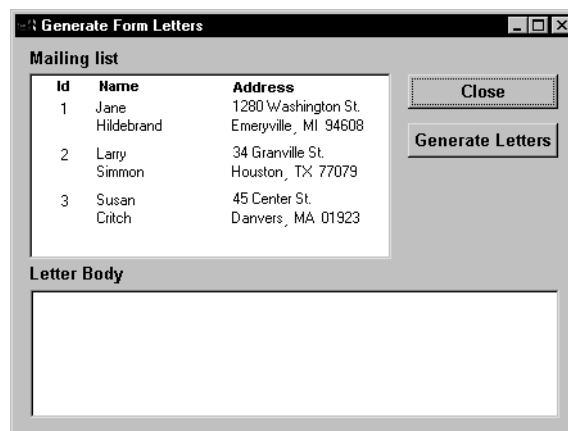 Generate Form Letters
Mailing list
Id Name Address
1 Jane 1280 Washington St.
Hildebrand Emeryville, MI 94608
2 Larry 34 Granville St.
Simmon Houston, TX 77079
3 Susan 45 Center St.
Critch Danvers, MA 01923
Close
Generate Letters
Letter Body